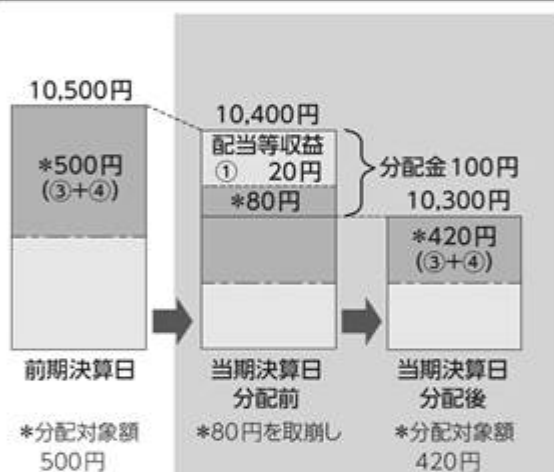 10,500円
*500円
(③+④)
前期決算日
*分配対象額
500円
10,400円
配当等収益
① 20円
*80円
分配金100円
当期決算日
分配前
*80円を取崩し
10,300円
*420円
(③+④)
当期決算日
分配後
*分配対象額
420円